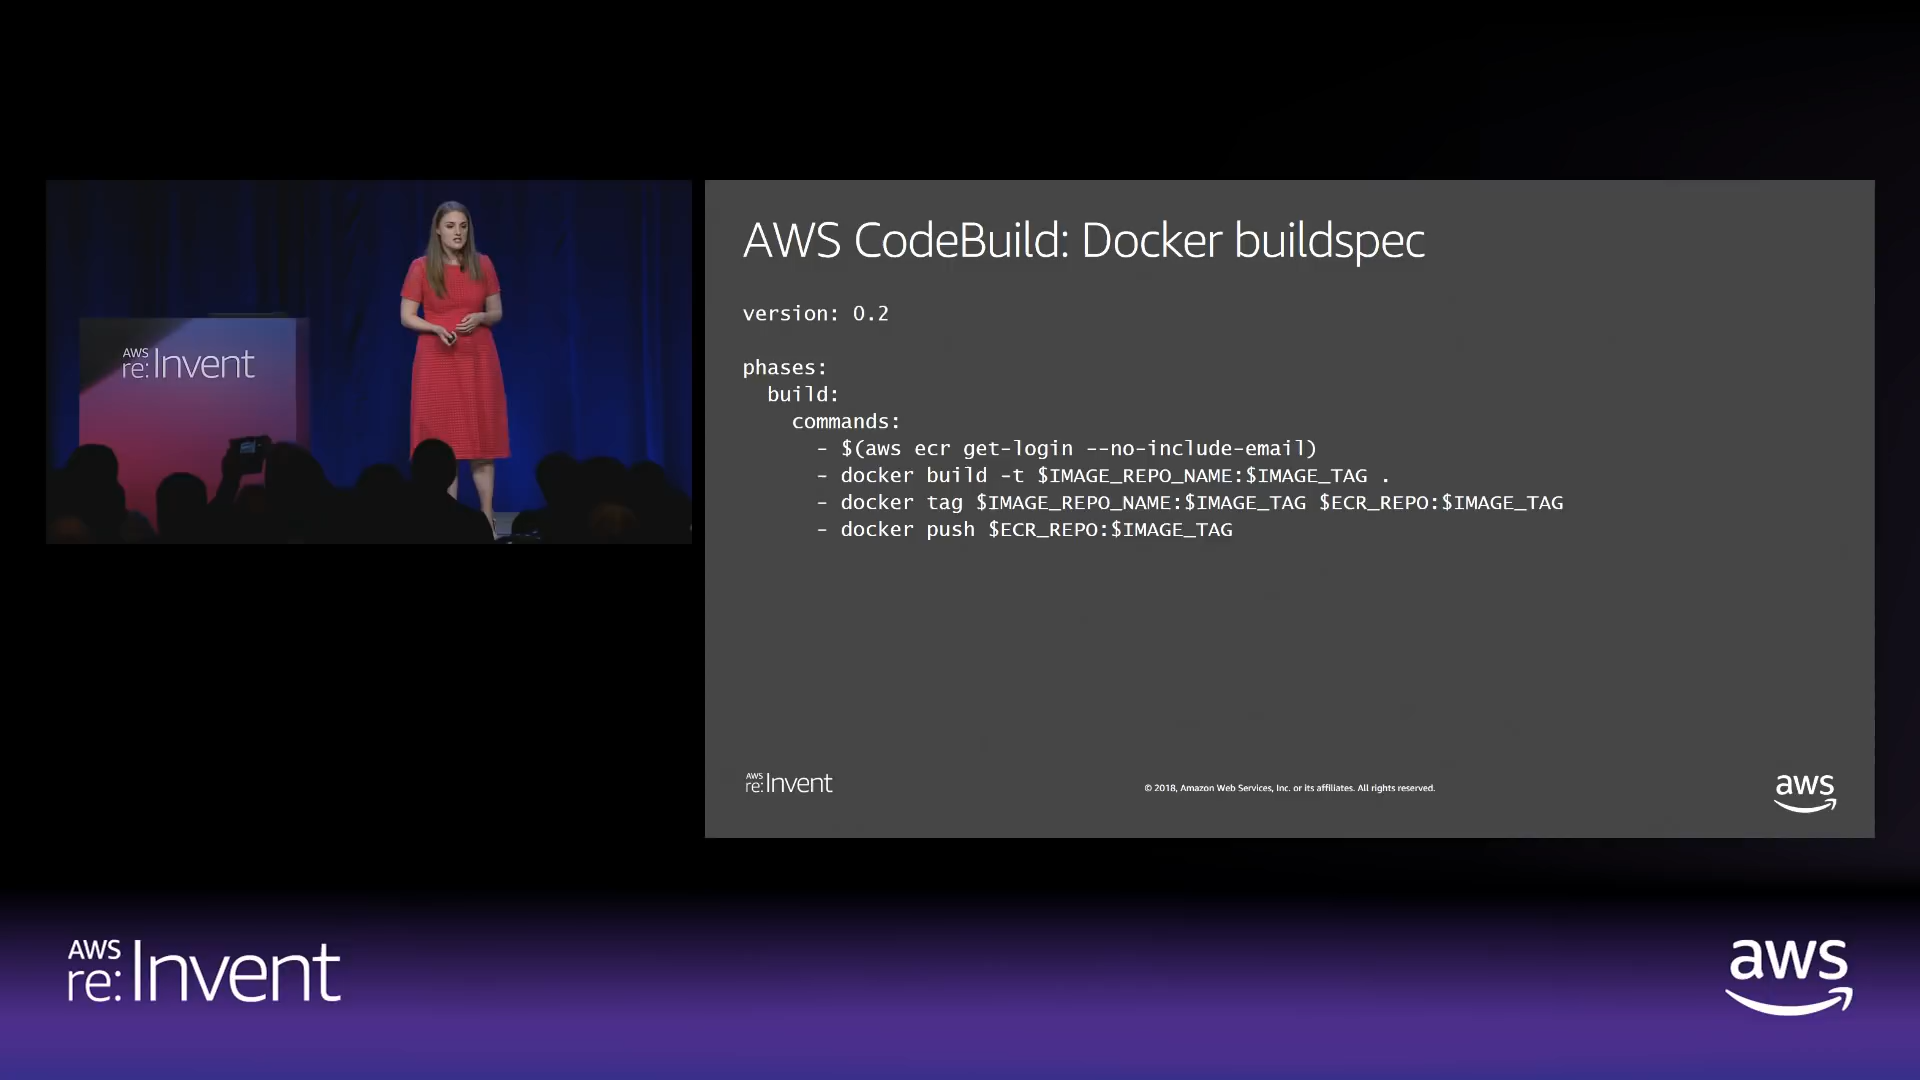 AWS
re:Invent
AWS CodeBuild: Docker buildspec
version: 0.2
phases:
build:
commands:
- $(aws ecr get-login --no-include-email)
- docker build -t $IMAGE_REPO_NAME:$IMAGE_TAG .
- docker tag $IMAGE_REPO_NAME:$IMAGE_TAG $ECR_REPO:$IMAGE_TAG
- docker push $ECR_REPO:$IMAGE_TAG
AWS
re:Invent
© 2018, Amazon Web Services, Inc. or its affiliates. All rights reserved.
aws
AWS
re:Invent
aws